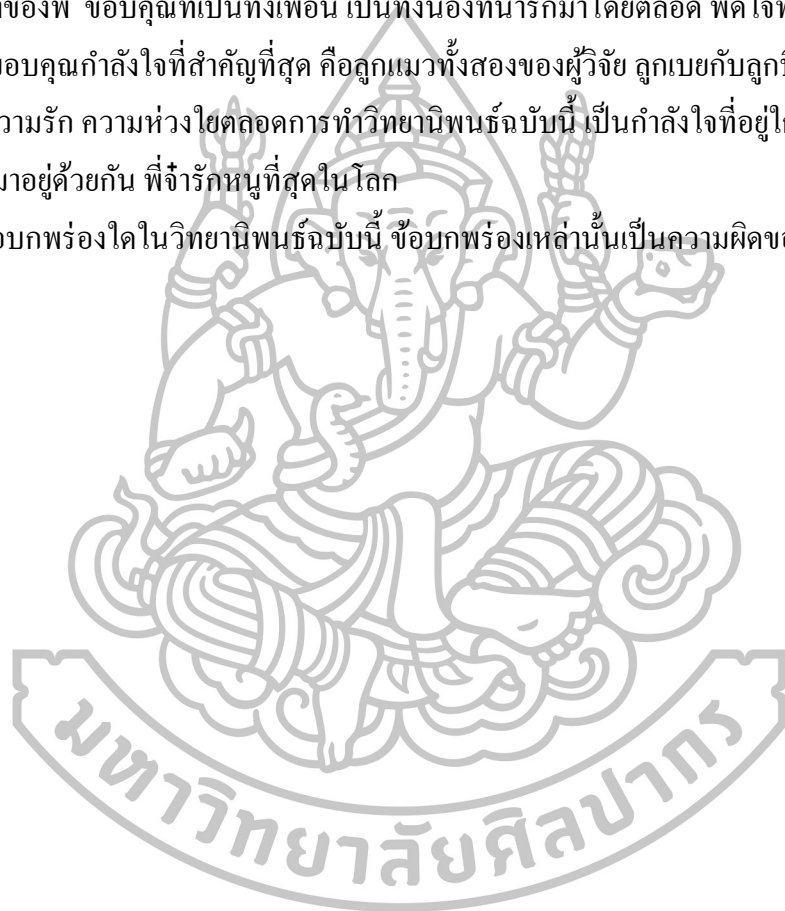 ของพี่ ขอบคุณที่เป็นทั้งเพื่อน เป็นทั้งน้องที่น่ารักมาโดยตลอด
ขอบคุณกำลังใจที่สำคัญที่สุด คือลูกแมวทั้งสองของผู้วิจัย ลูกเบยกับลูก
ความรัก ความห่วงใยตลอดการทำวิทยานิพนธ์ฉบับนี้ เป็นกำลังใจที่อยู่
มาอยู่ด้วยกัน พี่จ๋ารักหนูที่สุดในโลก
บกพร่องใดในวิทยานิพนธ์ฉบับนี้ ข้อบกพร่องเหล่านั้นเป็นความผิด
มหาวิทยาลัยศิลปากร